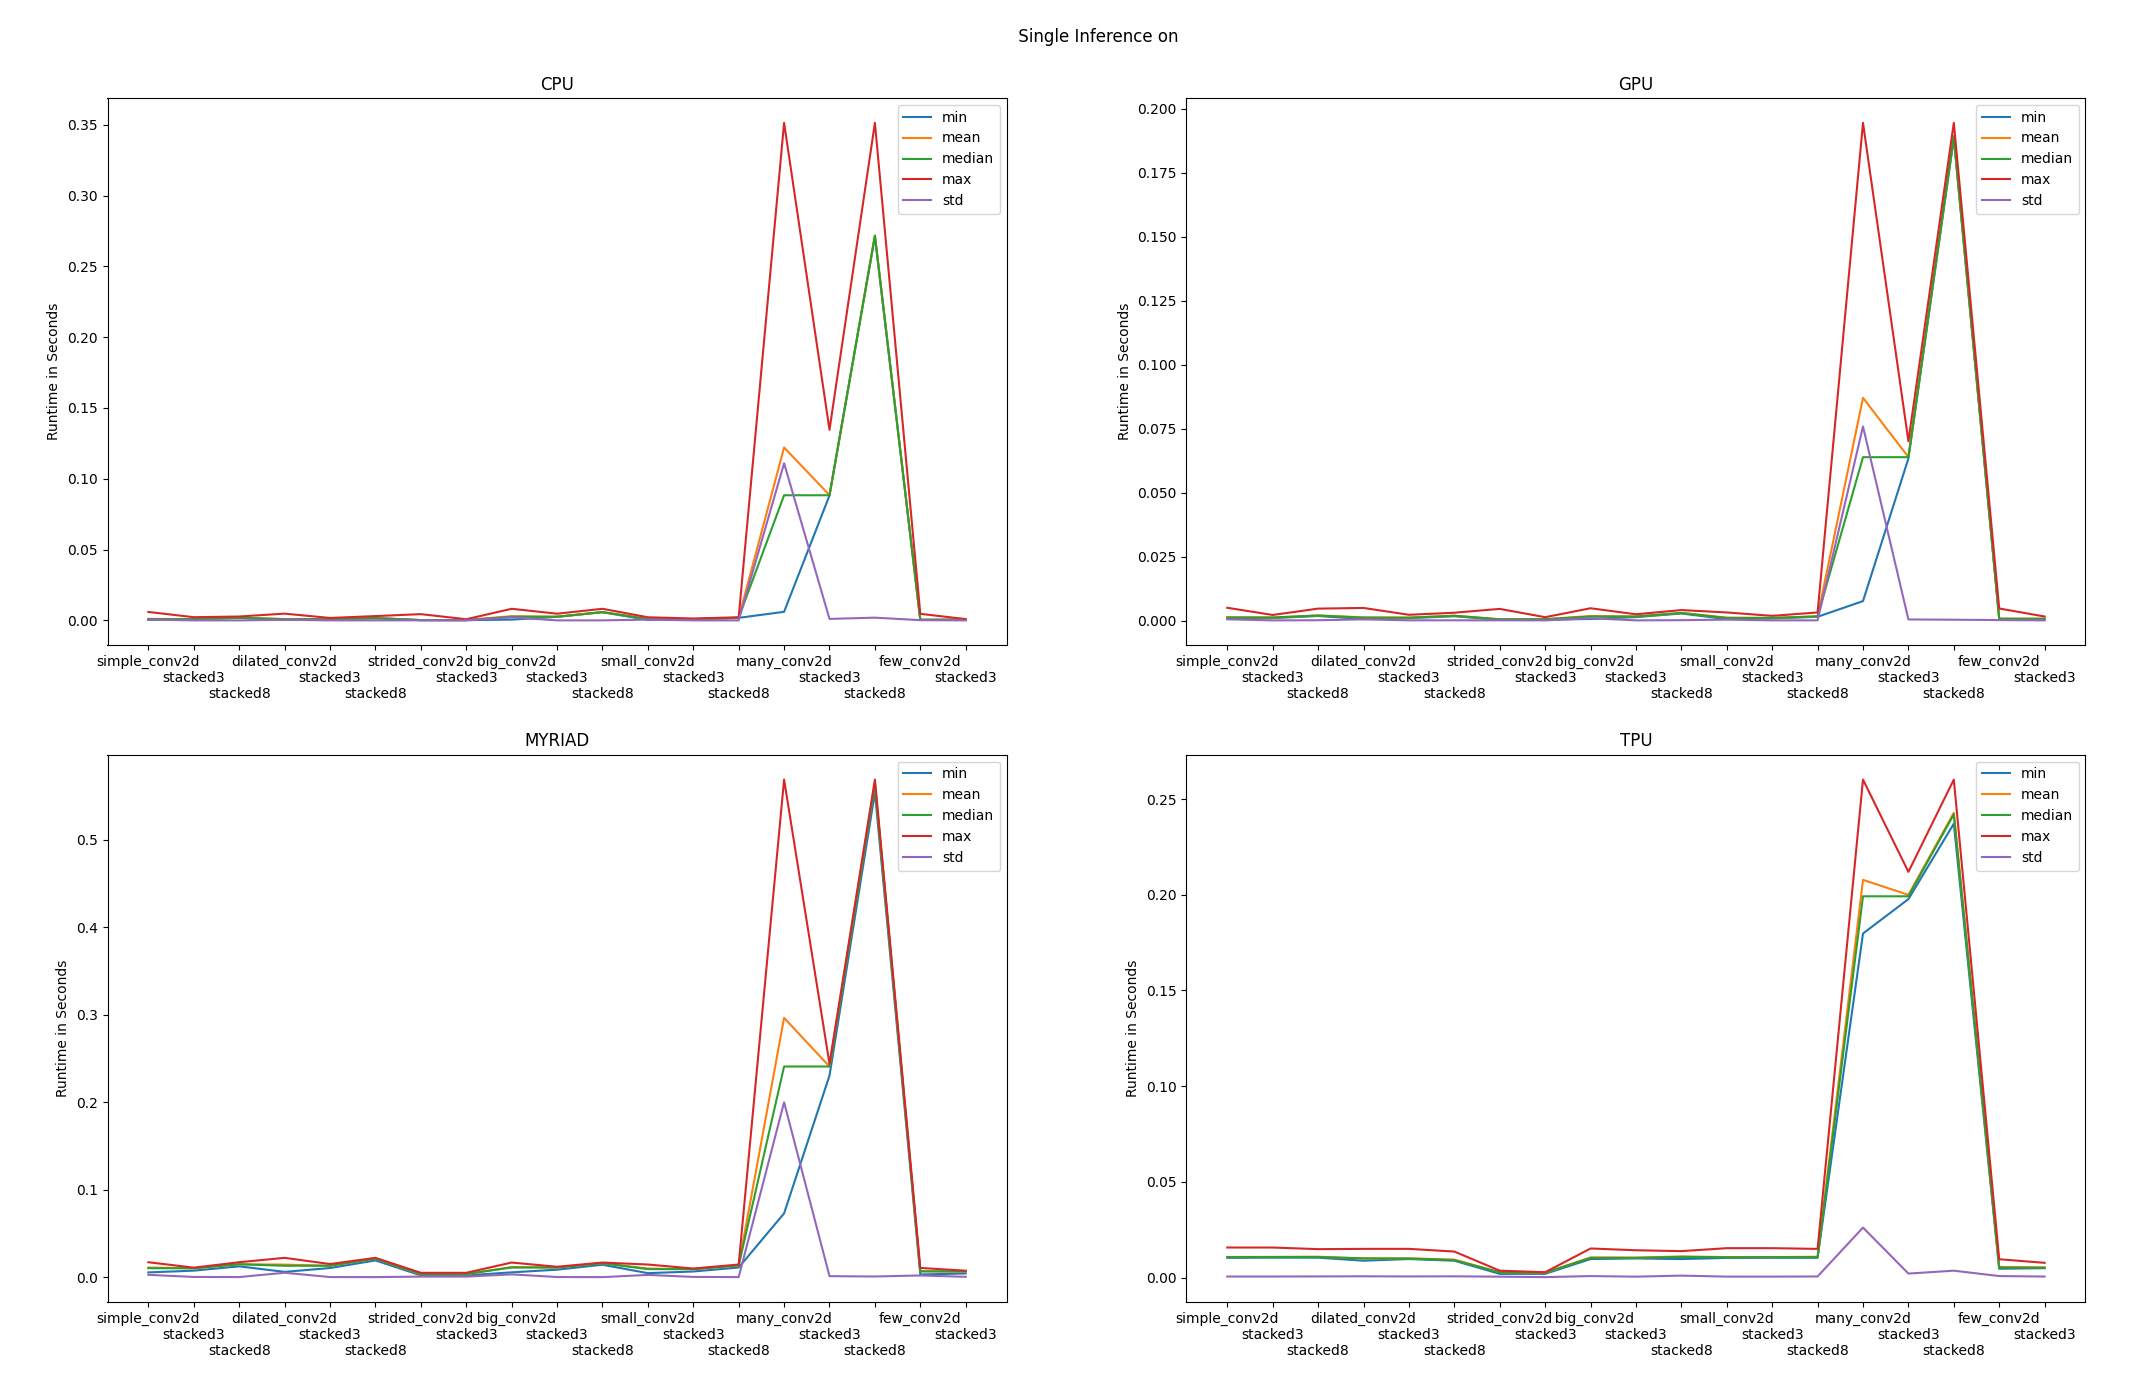 Single Inference on
CPU
0.35
0.30
0.25
0.20
0.15
0.10
0.05
0.00
Runtime in Seconds
min
mean
median
max
std
simple_conv2d dilated_conv2d strided_conv2d big_conv2d small_conv2d many_conv2d few_conv2d
stacked3 stacked3 stacked3 stacked3 stacked3 stacked3 stacked3
stacked8 stacked8 stacked8 stacked8 stacked8
GPU
0.200
0.175
0.150
0.125
0.100
0.075
0.050
0.025
0.000
Runtime in Seconds
min
mean
median
max
std
simple_conv2d dilated_conv2d strided_conv2d big_conv2d small_conv2d many_conv2d few_conv2d
stacked3 stacked3 stacked3 stacked3 stacked3 stacked3 stacked3
stacked8 stacked8 stacked8 stacked8 stacked8
MYRIAD
0.5
0.4
0.3
0.2
0.1
0.0
Runtime in Seconds
min
mean
median
max
std
simple_conv2d dilated_conv2d strided_conv2d big_conv2d small_conv2d many_conv2d few_conv2d
stacked3 stacked3 stacked3 stacked3 stacked3 stacked3 stacked3
stacked8 stacked8 stacked8 stacked8 stacked8
TPU
0.25
0.20
0.15
0.10
0.05
0.00
Runtime in Seconds
min
mean
median
max
std
simple_conv2d dilated_conv2d strided_conv2d big_conv2d small_conv2d many_conv2d few_conv2d
stacked3 stacked3 stacked3 stacked3 stacked3 stacked3 stacked3
stacked8 stacked8 stacked8 stacked8 stacked8